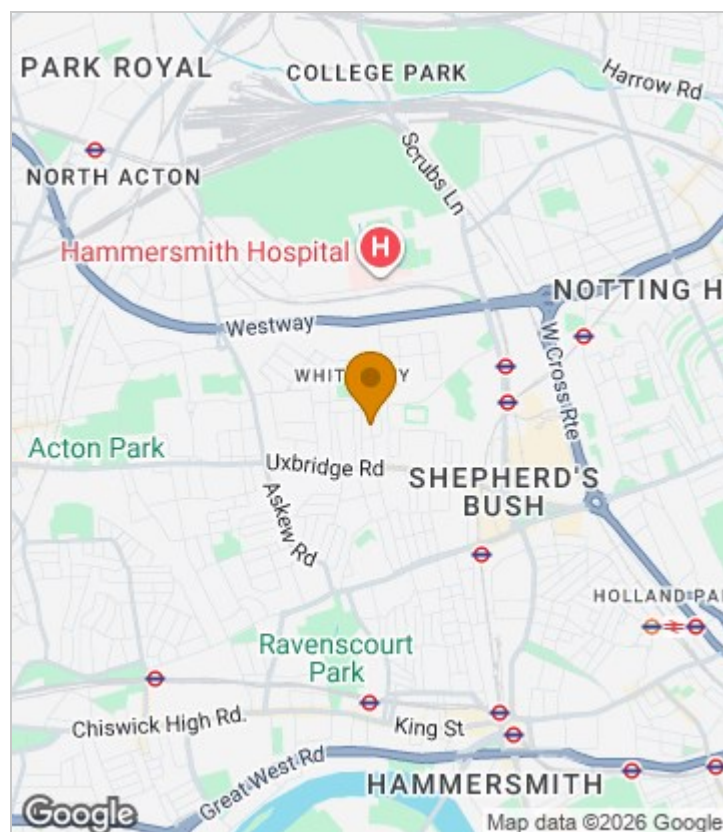 PARK ROYAL
COLLEGE PARK
Harrow Rd
NORTH ACTON
Scrubs Ln
Hammersmith Hospital
H
NOTTING H
Westway
W Cross Rte
WHIT
Y
Acton Park
Uxbridge Rd
SHEPHERD'S
BUSH
Askew Rd
HOLLAND PAR
Ravenscourt
Park
Chiswick High Rd.
King St
Great West Rd
HAMMERSMITH
Google
Map data ©2026 Google